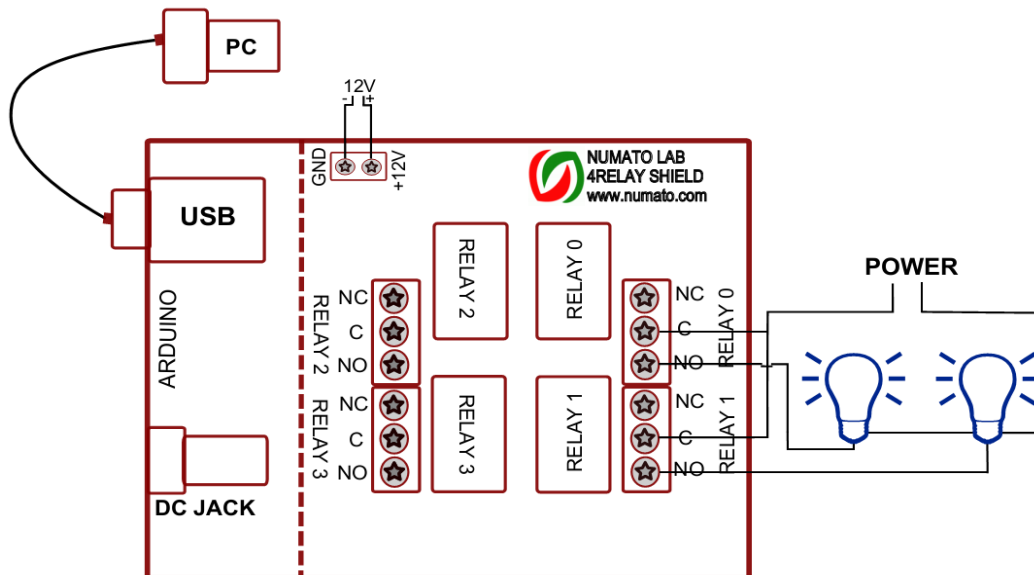 PC
12V
- +
GND
+12V
NUMATO LAB
4RELAY SHIELD
www.numato.com
USB
ARDUINO
RELAY 2
RELAY 0
NC
C
NO
RELAY 2
NC
C
NO
RELAY 0
POWER
NC
C
NO
RELAY 3
RELAY 3
RELAY 1
NC
C
NO
RELAY 1
DC JACK